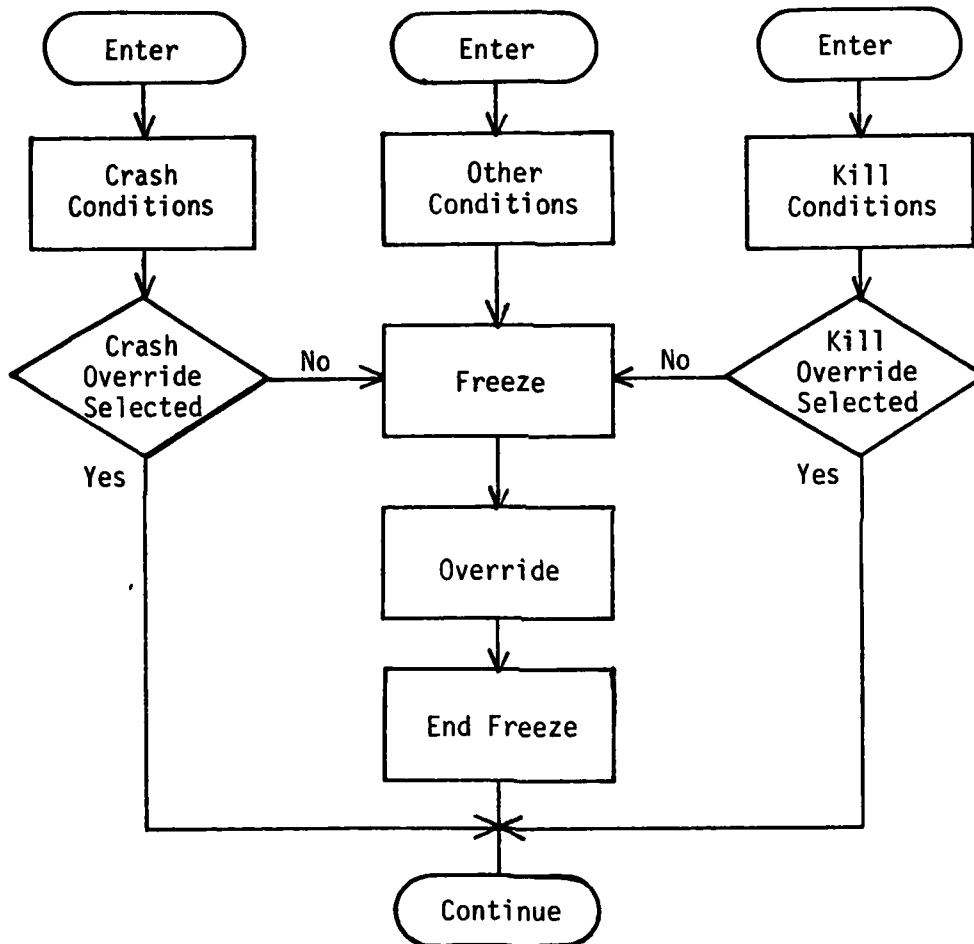 Enter
Enter
Enter
Crash
Conditions
Other
Conditions
Kill
Conditions
Crash
Override
Selected
No
Freeze
No
Kill
Override
Selected
Yes
Yes
Override
End Freeze
Continue